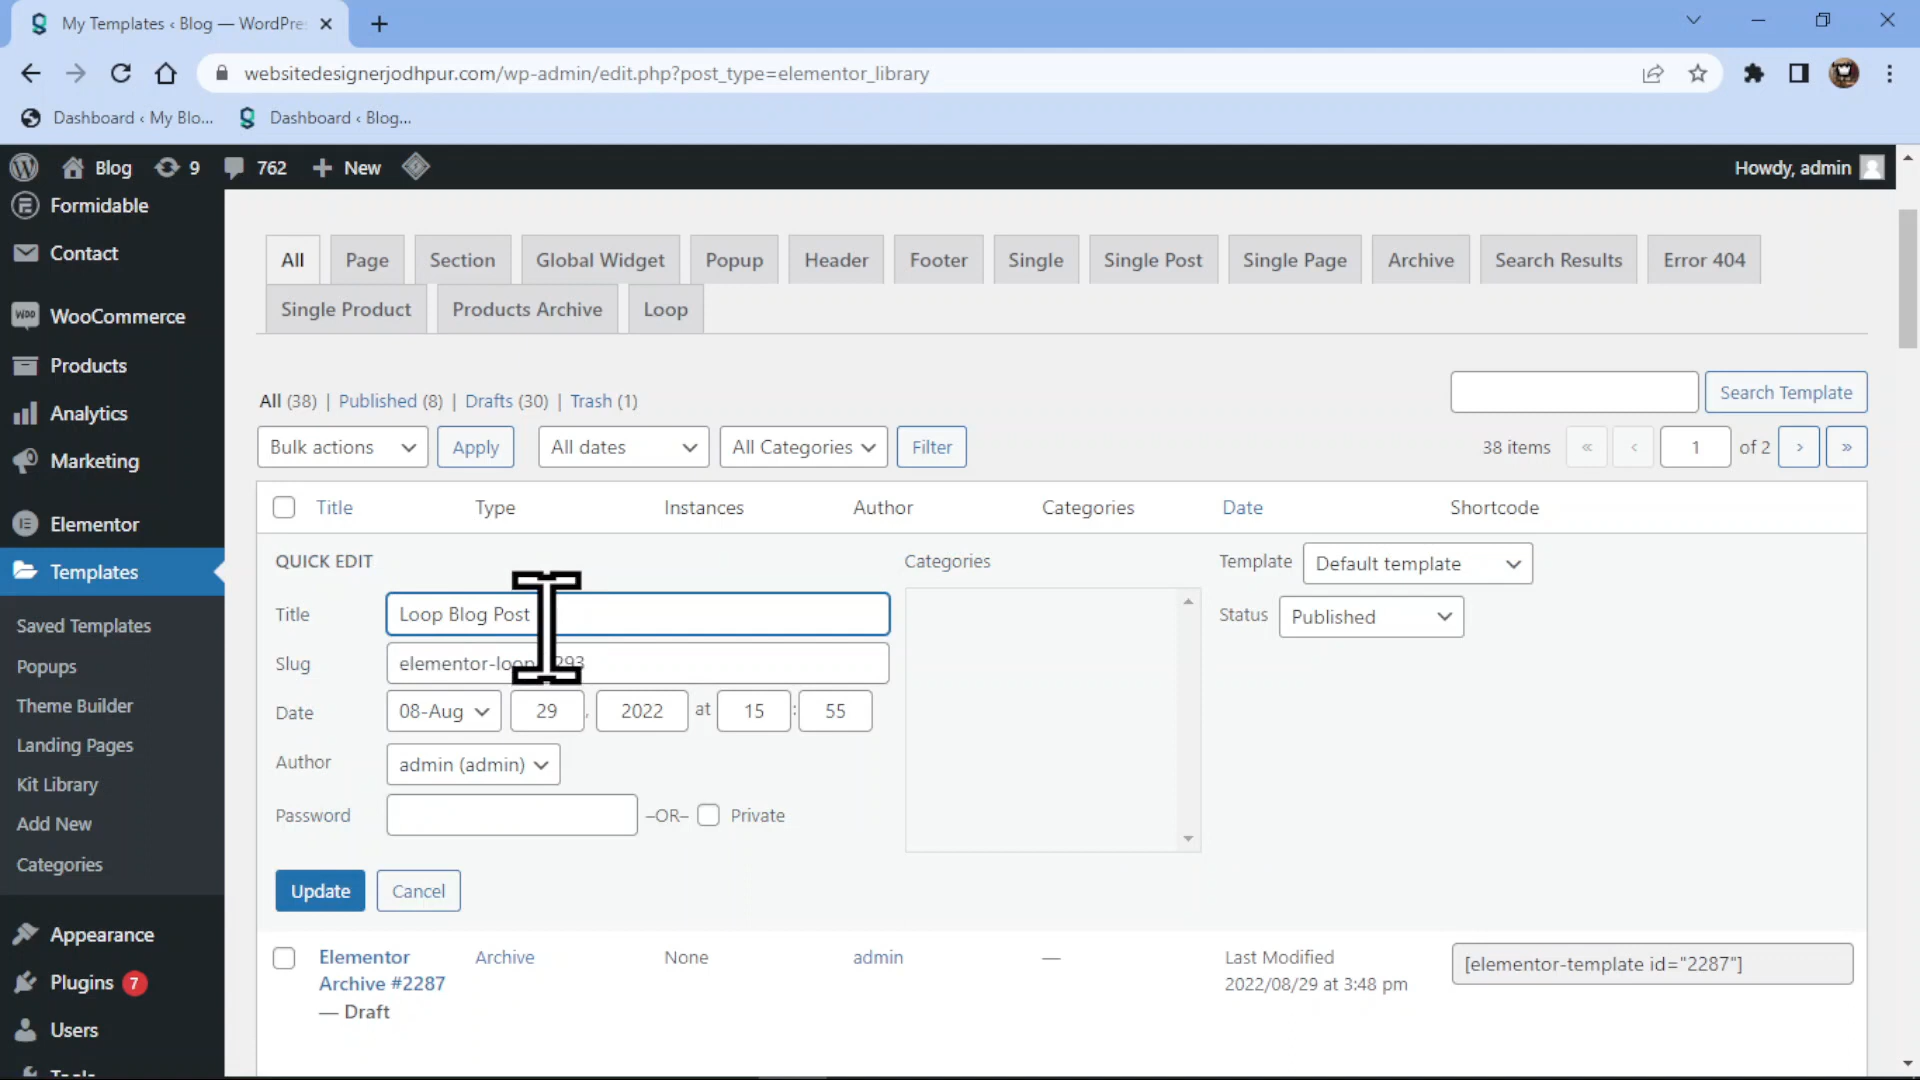 My Templates ‹ Blog — WordPre
websitedesignerjodhpur.com/wp-admin/edit.php?post_type=elementor_library
Dashboard ‹ My Blo... Dashboard ‹ Blog...
Blog 9 762 New Howdy, admin
Formidable
Contact
WooCommerce
Products
Analytics
Marketing
Elementor
Templates
Saved Templates
Popups
Theme Builder
Landing Pages
Kit Library
Add New
Categories
Appearance
Plugins 7
Users
All Page Section Global Widget Popup Header Footer Single Single Post Single Page Archive Search Results Error 404
Single Product Products Archive Loop
All (38) | Published (8) | Drafts (30) | Trash (1)
Search Template
Bulk actions Apply All dates All Categories Filter 38 items « ‹ 1 of 2 › »
Title Type Instances Author Categories Date Shortcode
QUICK EDIT Categories Template Default template
Title Loop Blog Post Status Published
Slug
Date 08-Aug 29 , 2022 at 15 : 55
Author admin (admin)
Password –OR– Private
Update Cancel
Elementor Archive None admin — Last Modified [elementor-template id="2287"]
Archive #2287 2022/08/29 at 3:48 pm
— Draft